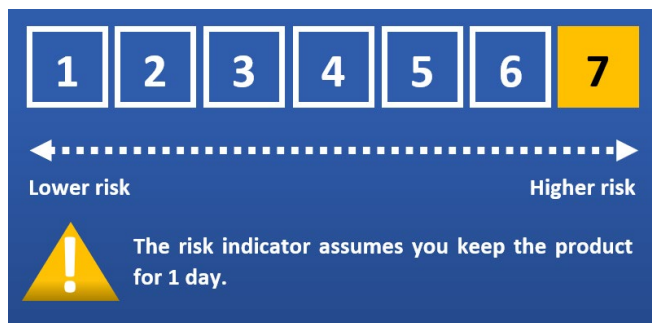 1 2 3 4 5 6 7
Lower risk Higher risk
! The risk indicator assumes you keep the product
for 1 day.